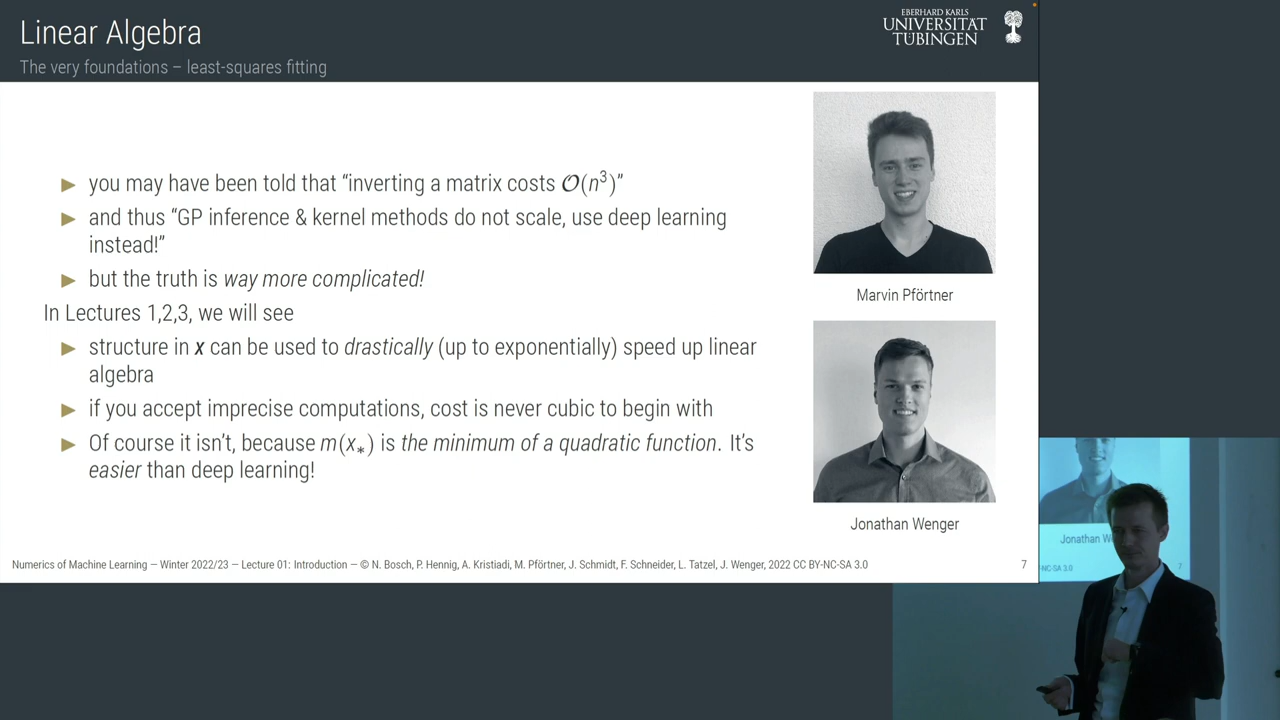 Linear Algebra
The very foundations – least-squares fitting
EBERHARD KARLS
UNIVERSITÄT
TÜBINGEN
▶ you may have been told that “inverting a matrix costs 𝒪(n³)”
▶ and thus “GP inference & kernel methods do not scale, use deep learning
instead!”
▶ but the truth is way more complicated!
In Lectures 1,2,3, we will see
▶ structure in x can be used to drastically (up to exponentially) speed up linear
algebra
▶ if you accept imprecise computations, cost is never cubic to begin with
▶ Of course it isn’t, because m(x∗) is the minimum of a quadratic function. It’s
easier than deep learning!
Marvin Pförtner
Jonathan Wenger
Numerics of Machine Learning — Winter 2022/23 — Lecture 01: Introduction — © N. Bosch, P. Hennig, A. Kristiadi, M. Pförtner, J. Schmidt, F. Schneider, L. Tatzel, J. Wenger, 2022 CC BY-NC-SA 3.0
7
Jonathan W
NC-SA 3.0
7